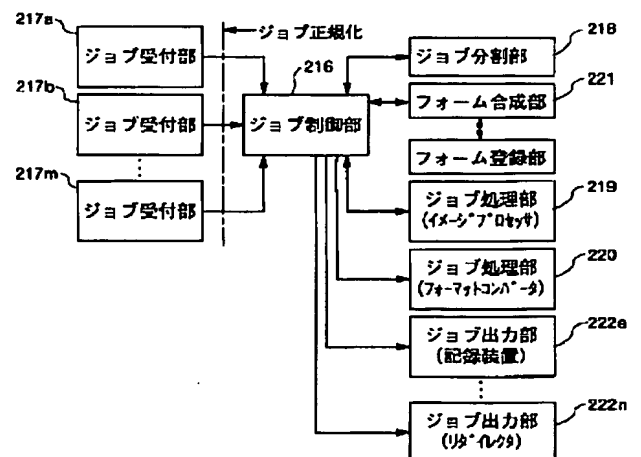 217a
ジョブ受付部
217b
ジョブ受付部
217m
ジョブ受付部
ジョブ正規化
216
ジョブ制御部
218
ジョブ分割部
221
フォーム合成部
フォーム登録部
219
ジョブ処理部
(イメージプロセッサ)
220
ジョブ処理部
(フォーマットコンバータ)
222a
ジョブ出力部
(記録装置)
222n
ジョブ出力部
(リダイレクタ)